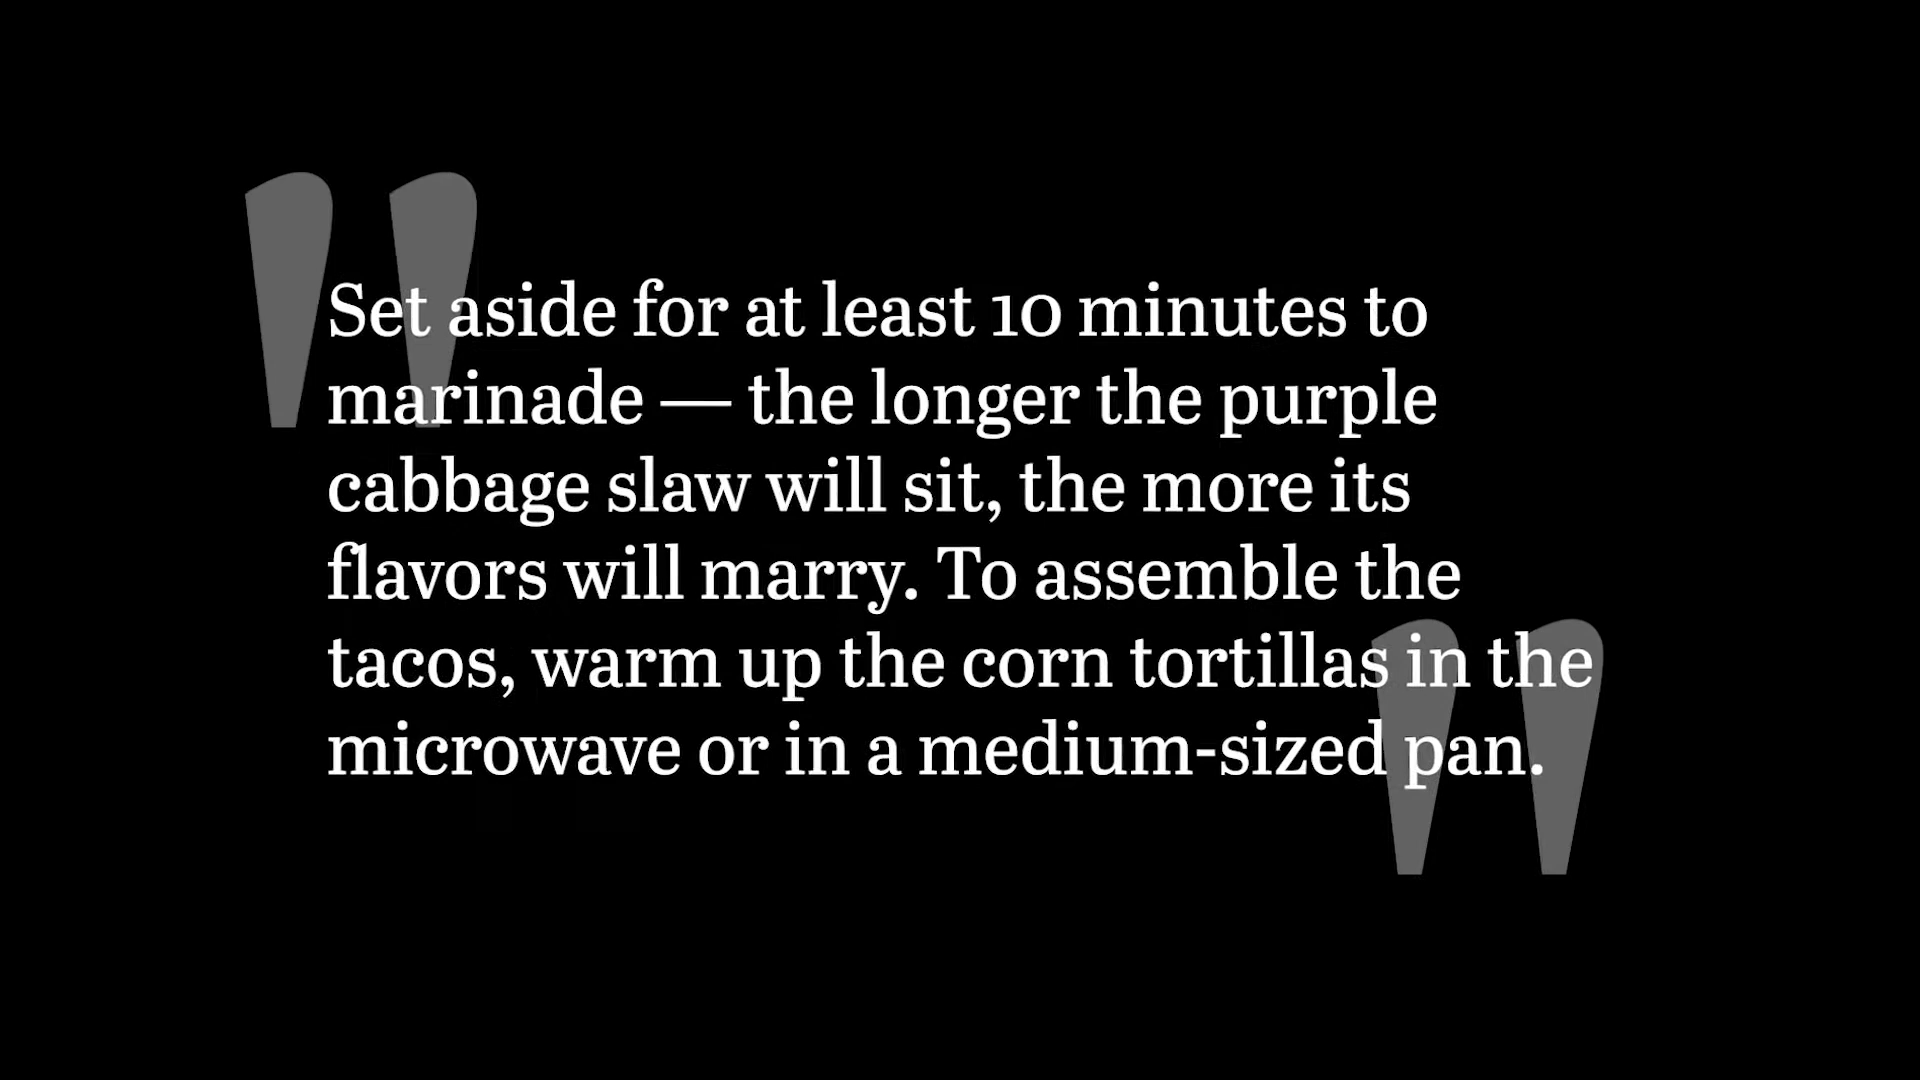 "Set aside for at least 10 minutes to
marinade — the longer the purple
cabbage slaw will sit, the more its
flavors will marry. To assemble the
tacos, warm up the corn tortillas in the
microwave or in a medium-sized pan."